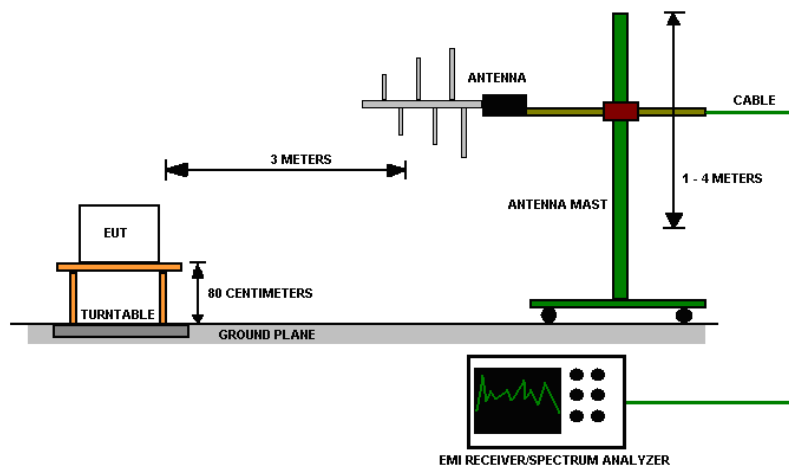 ANTENNA
CABLE
3 METERS
1 - 4 METERS
ANTENNA MAST
EUT
80 CENTIMETERS
TURNTABLE
GROUND PLANE
EMI RECEIVER/SPECTRUM ANALYZER